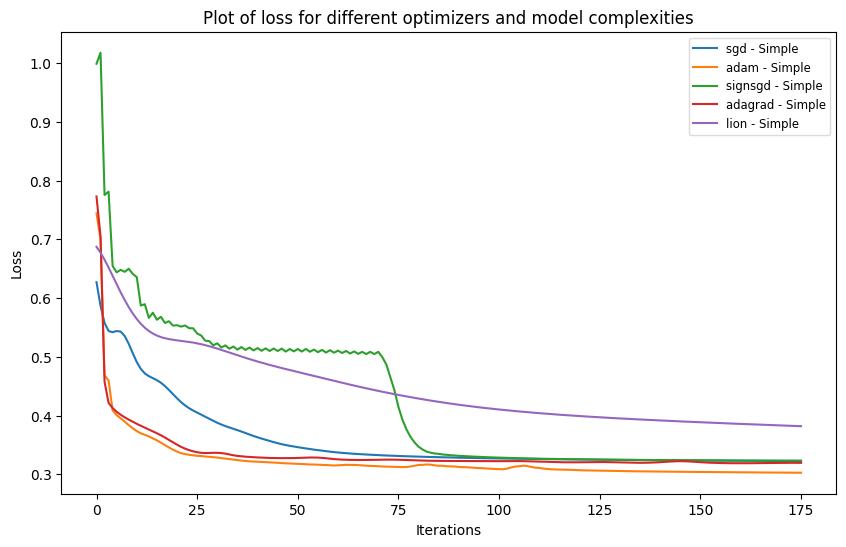 Plot of loss for different optimizers and model complexities
sgd - Simple
adam - Simple
signsgd - Simple
adagrad - Simple
lion - Simple
Loss
1.0
0.9
0.8
0.7
0.6
0.5
0.4
0.3
0
25
50
75
100
125
150
175
Iterations